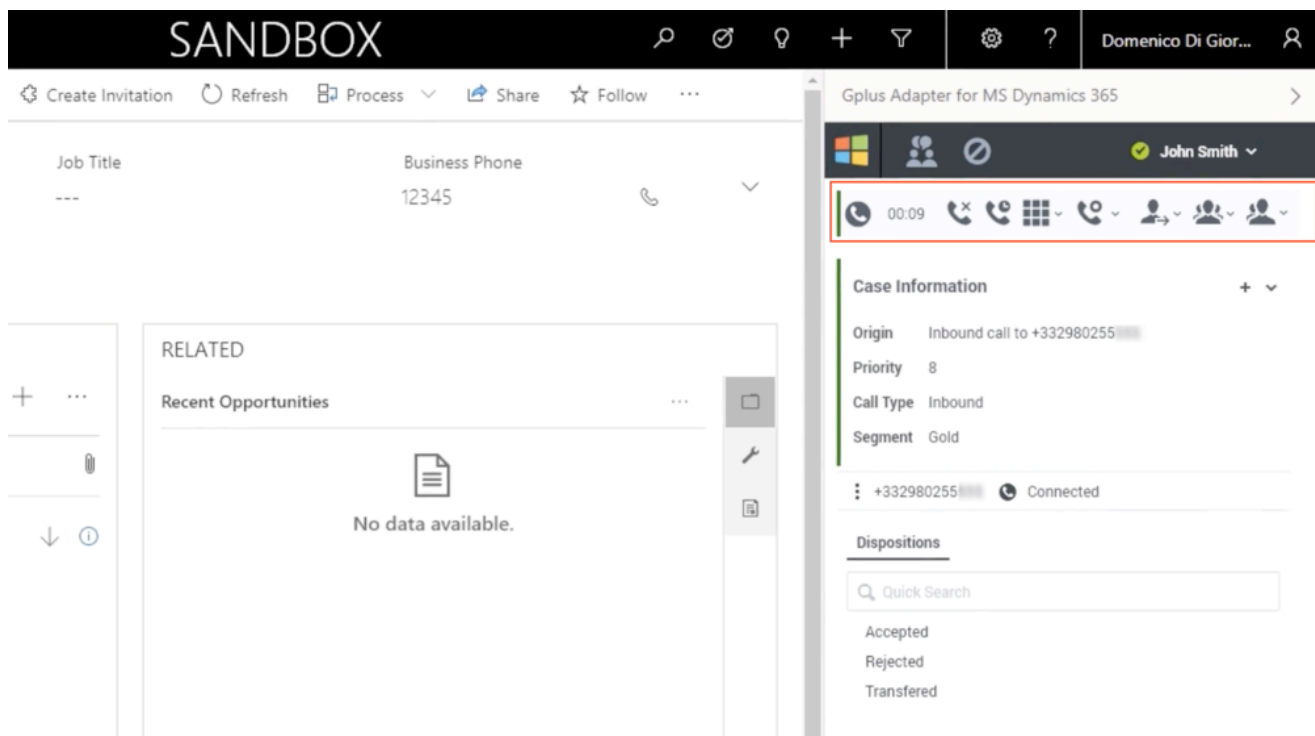 SANDBOX
Domenico Di Gior...
Create Invitation Refresh Process Share Follow ...
Job Title
---
Business Phone
12345
RELATED
Recent Opportunities ...
No data available.
Gplus Adapter for MS Dynamics 365
John Smith
00:09
Case Information
Origin Inbound call to +332980255
Priority 8
Call Type Inbound
Segment Gold
+332980255 Connected
Dispositions
Quick Search
Accepted
Rejected
Transfered